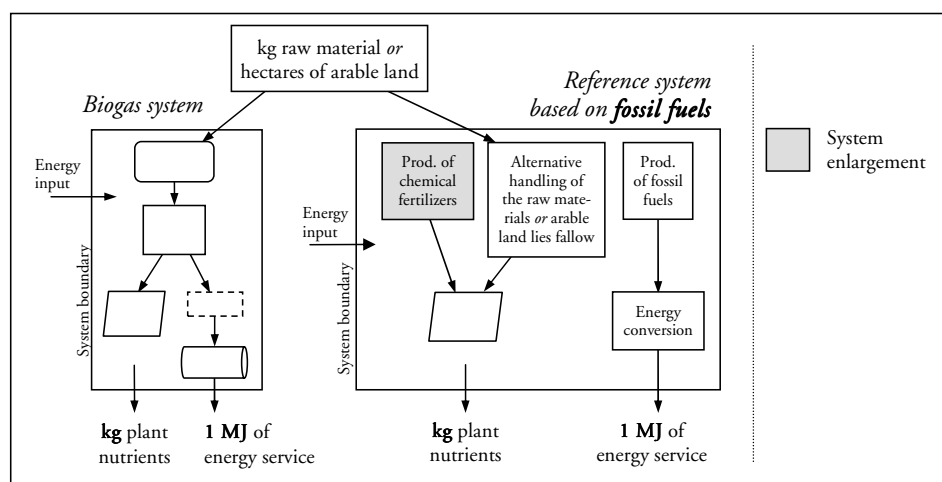 kg raw material or
hectares of arable land
Biogas system
Reference system
based on fossil fuels
System
enlargement
Energy
input
System boundary
Prod. of
chemical
fertilizers
Alternative
handling of
the raw mate-
rials or arable
land lies fallow
Prod.
of fossil
fuels
Energy
input
System boundary
Energy
conversion
kg plant
nutrients
1 MJ of
energy service
kg plant
nutrients
1 MJ of
energy service